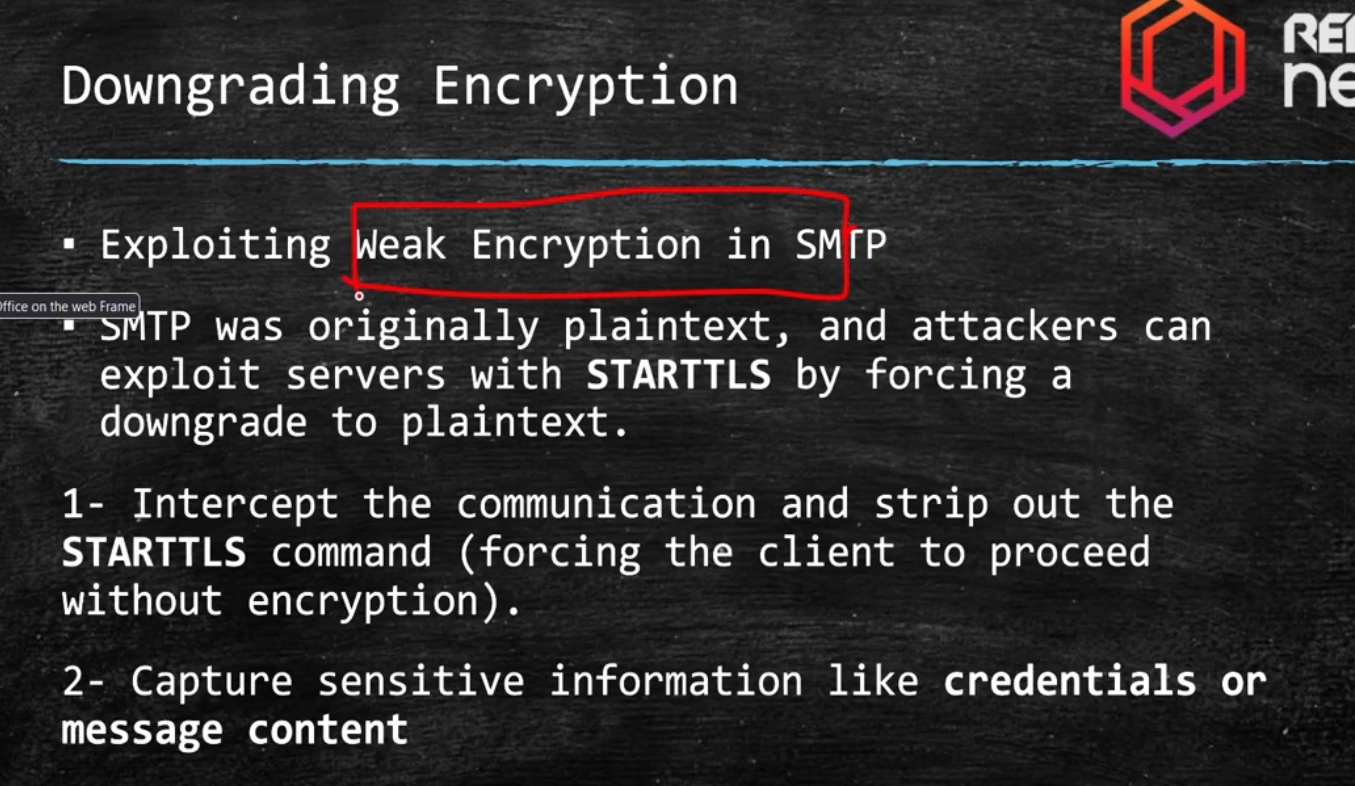 Downgrading Encryption
▪ Exploiting Weak Encryption in SMTP
Office on the web Frame
▪ SMTP was originally plaintext, and attackers can
exploit servers with STARTTLS by forcing a
downgrade to plaintext.
1- Intercept the communication and strip out the
STARTTLS command (forcing the client to proceed
without encryption).
2- Capture sensitive information like credentials or
message content